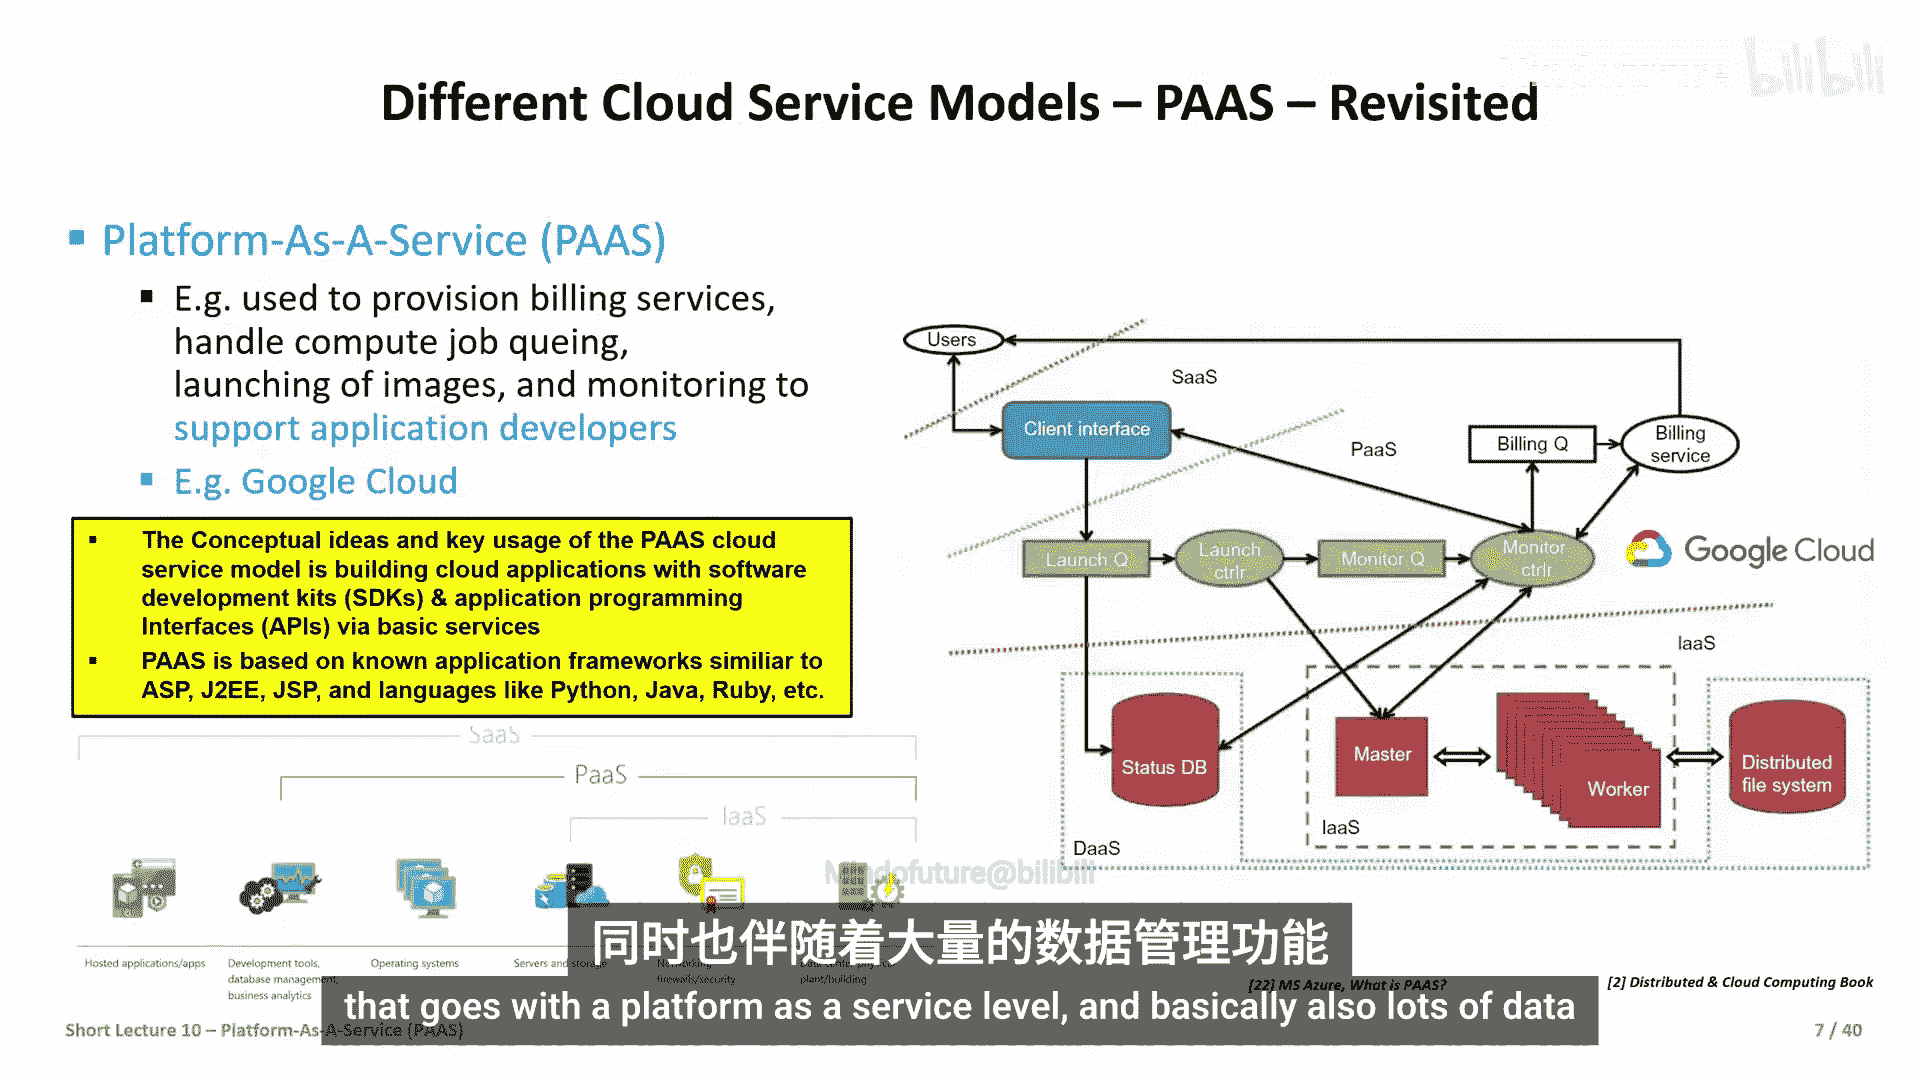 bilibili
Different Cloud Service Models – PAAS – Revisited
Platform-As-A-Service (PAAS)
E.g. used to provision billing services,
handle compute job queing,
launching of images, and monitoring to
support application developers
E.g. Google Cloud
The Conceptual ideas and key usage of the PAAS cloud
service model is building cloud applications with software
development kits (SDKs) & application programming
Interfaces (APIs) via basic services
PAAS is based on known application frameworks similiar to
ASP, J2EE, JSP, and languages like Python, Java, Ruby, etc.
SaaS
PaaS
IaaS
Hosted applications/apps
Development tools,
database management,
business analytics
Operating systems
Servers and storage
Networking
firewalls/security
plant/building
Users
SaaS
Client interface
PaaS
Billing Q
Billing
service
Launch Q
Launch
ctrlr
Monitor Q
Monitor
ctrlr
Google Cloud
IaaS
Status DB
DaaS
Master
Worker
IaaS
Distributed
file system
Mindofuture@bilibili
同时也伴随着大量的数据管理功能
[22] MS Azure, What is PAAS?
[2] Distributed & Cloud Computing Book
that goes with a platform as a service level, and basically also lots of data
Short Lecture 10 – Platform-As-A-Service (PAAS)
7 / 40